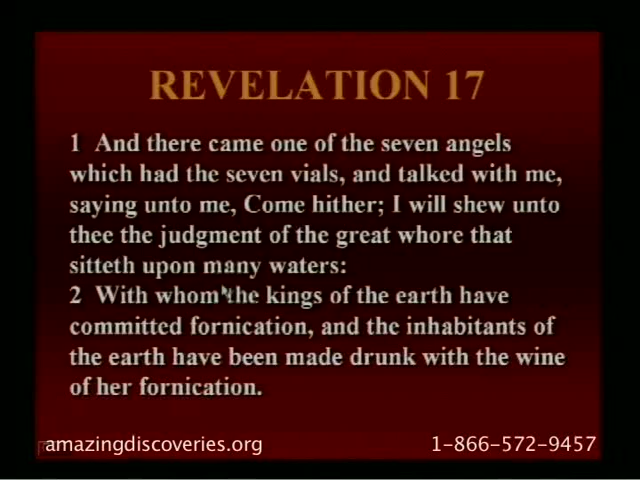 REVELATION 17
1 And there came one of the seven angels
which had the seven vials, and talked with me,
saying unto me, Come hither; I will shew unto
thee the judgment of the great whore that
sitteth upon many waters:
2 With whom the kings of the earth have
committed fornication, and the inhabitants of
the earth have been made drunk with the wine
of her fornication.
amazingdiscoveries.org 1-866-572-9457